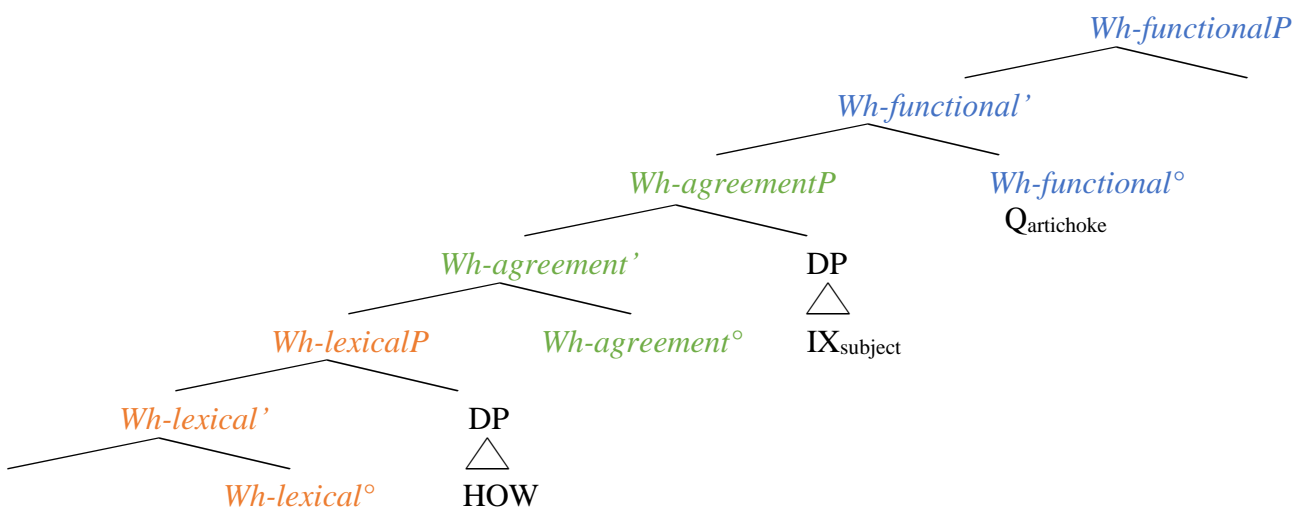 Wh-functionalP
Wh-functional’
Wh-agreementP Wh-functional°
Qartichoke
Wh-agreement’ DP
Wh-lexicalP Wh-agreement° IXsubject
Wh-lexical’ DP
Wh-lexical° HOW